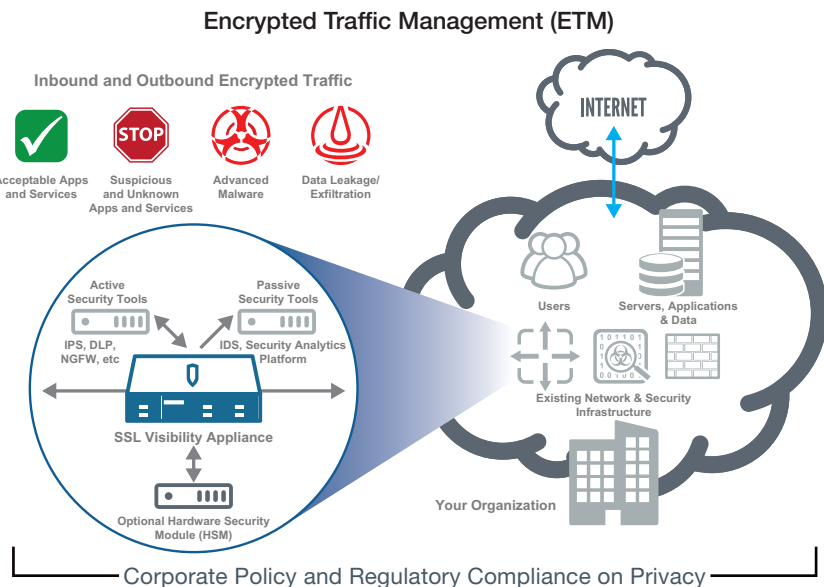 Encrypted Traffic Management (ETM)
Inbound and Outbound Encrypted Traffic
STOP
Acceptable Apps
and Services
Suspicious
and Unknown
Apps and Services
Advanced
Malware
Data Leakage/
Exfiltration
INTERNET
Users
Servers, Applications
& Data
101101
Existing Network & Security
Infrastructure
Your Organization
Active
Security Tools
IPS, DLP,
NGFW, etc
Passive
Security Tools
IDS, Security Analytics
Platform
SSL Visibility Appliance
Optional Hardware Security
Module (HSM)
Corporate Policy and Regulatory Compliance on Privacy